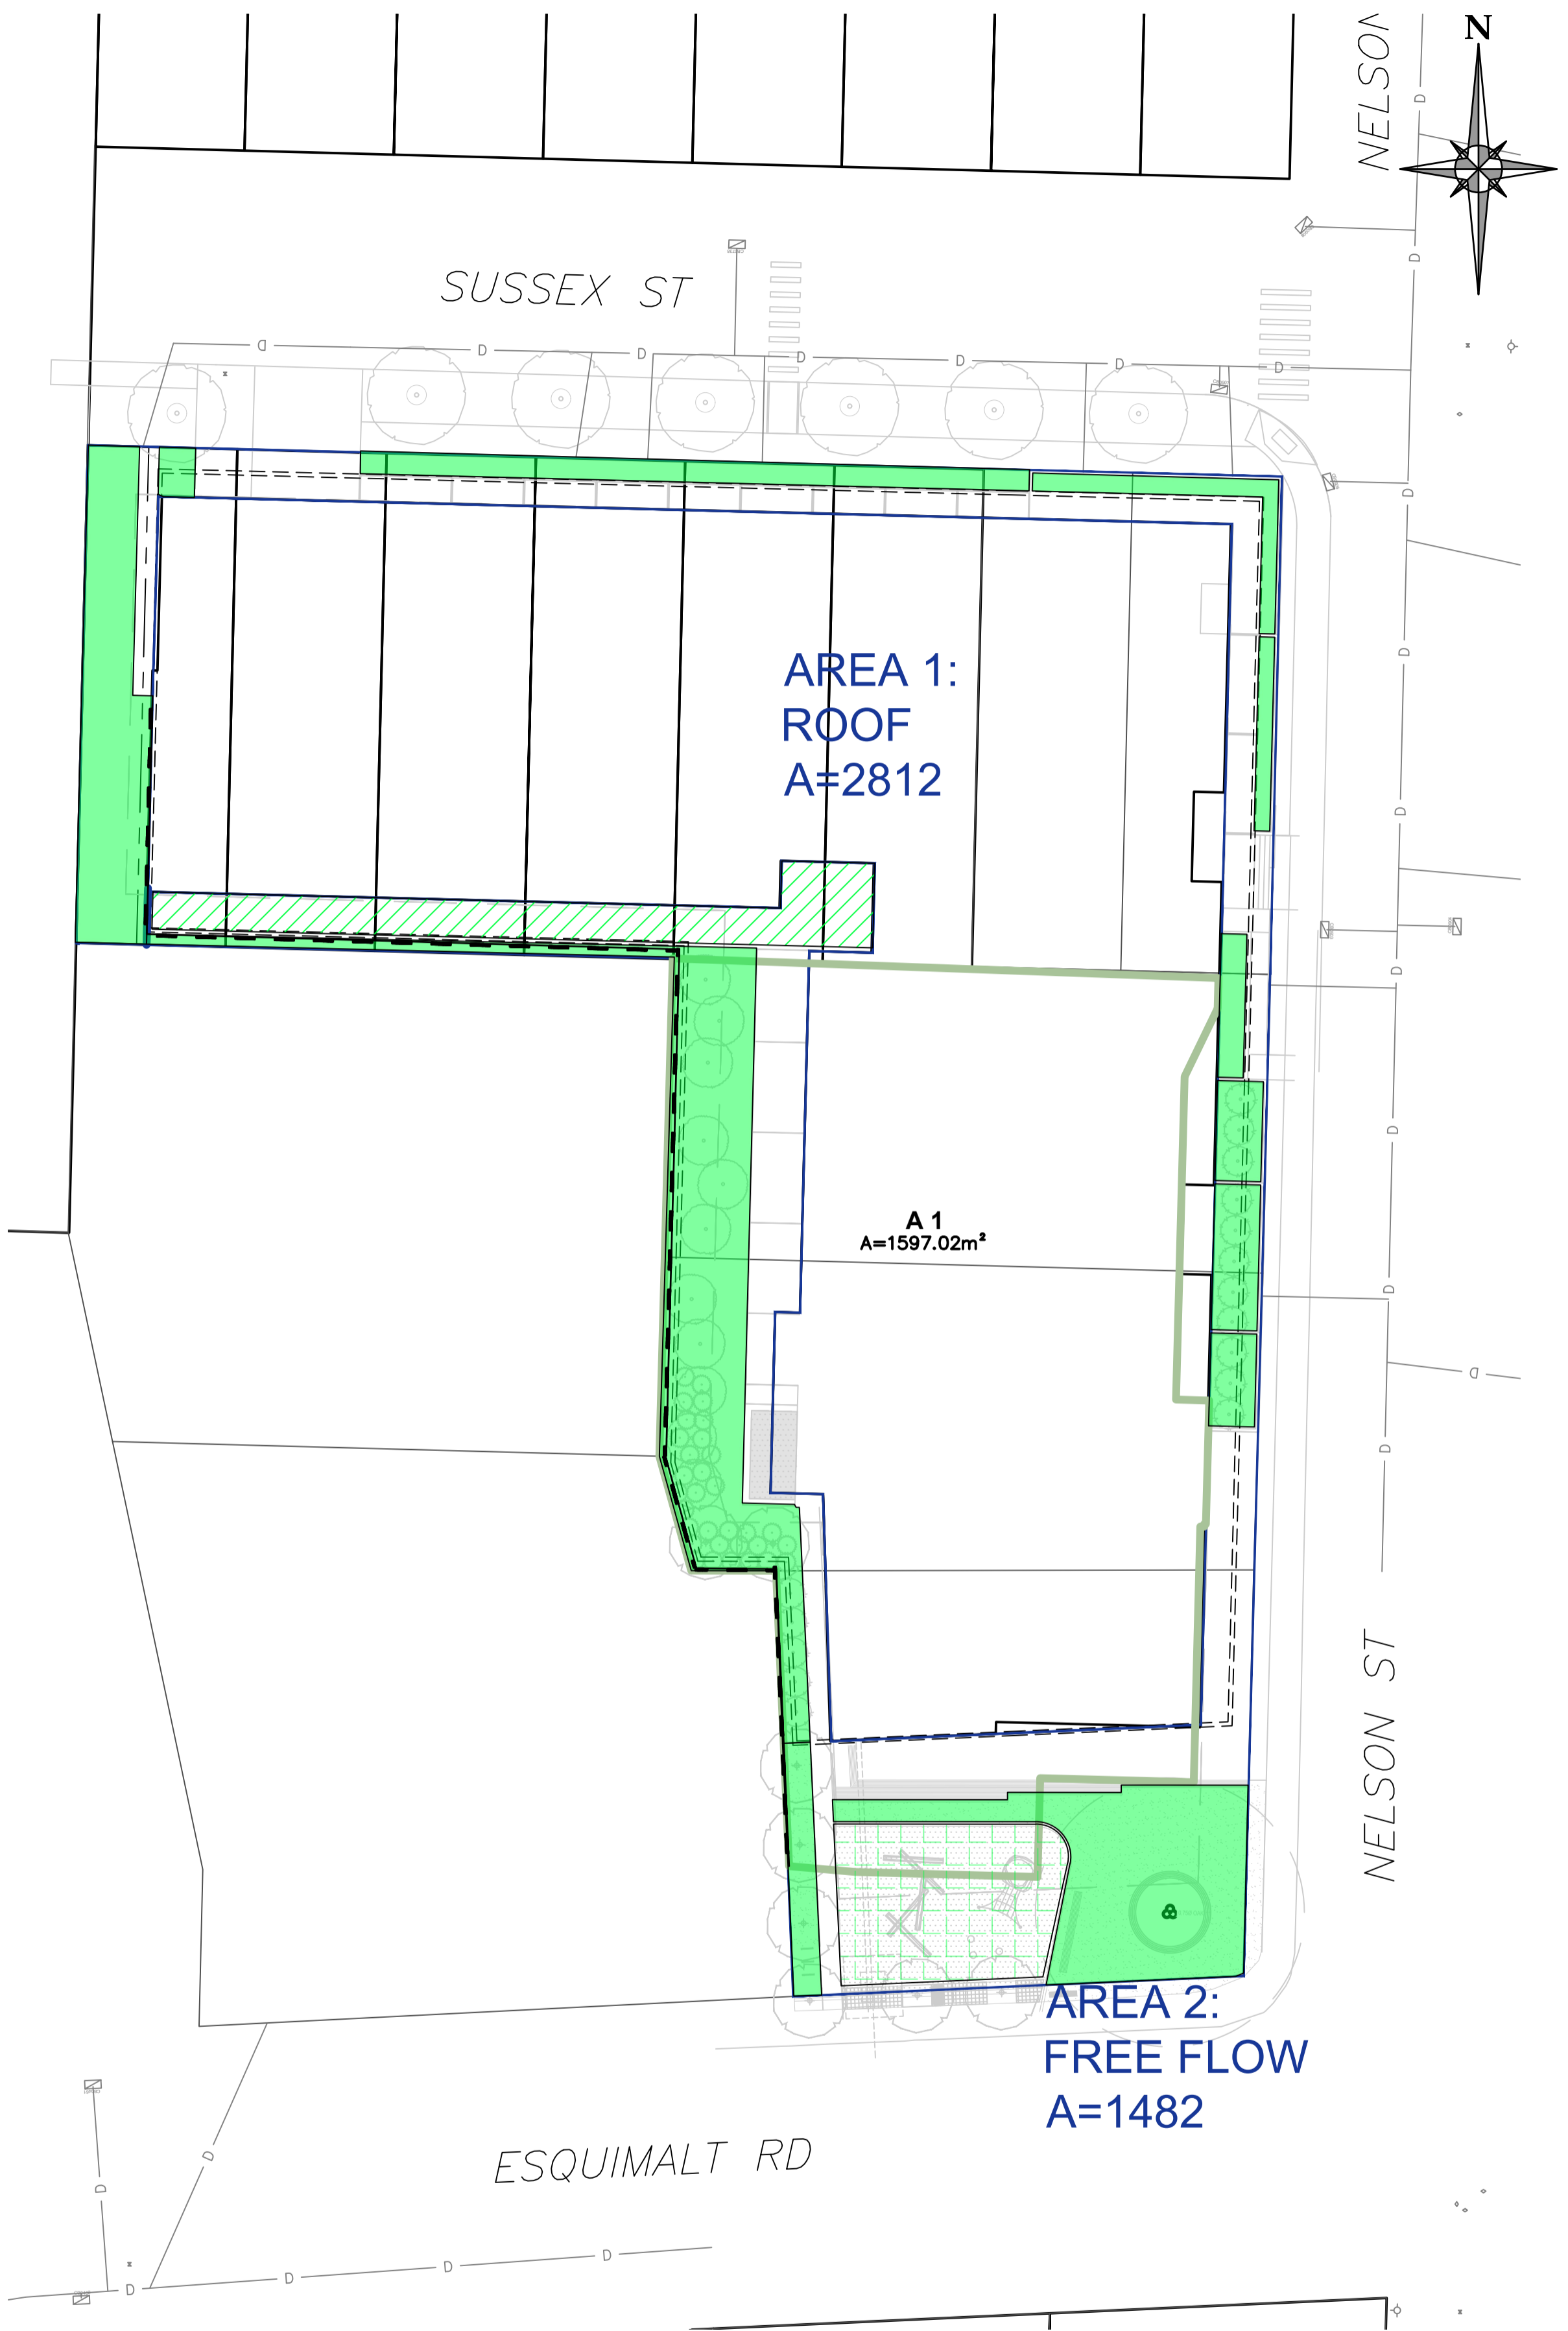 NELSON
N
SUSSEX ST
D
D
D
D
D
D
D
D
D
D
D
AREA 1:
ROOF
A=2812
D
D
D
D
A 1
A=1597.02m²
D
D
D
D
NELSON ST
AREA 2:
FREE FLOW
A=1482
ESQUIMALT RD
D
D
D
D
D
D